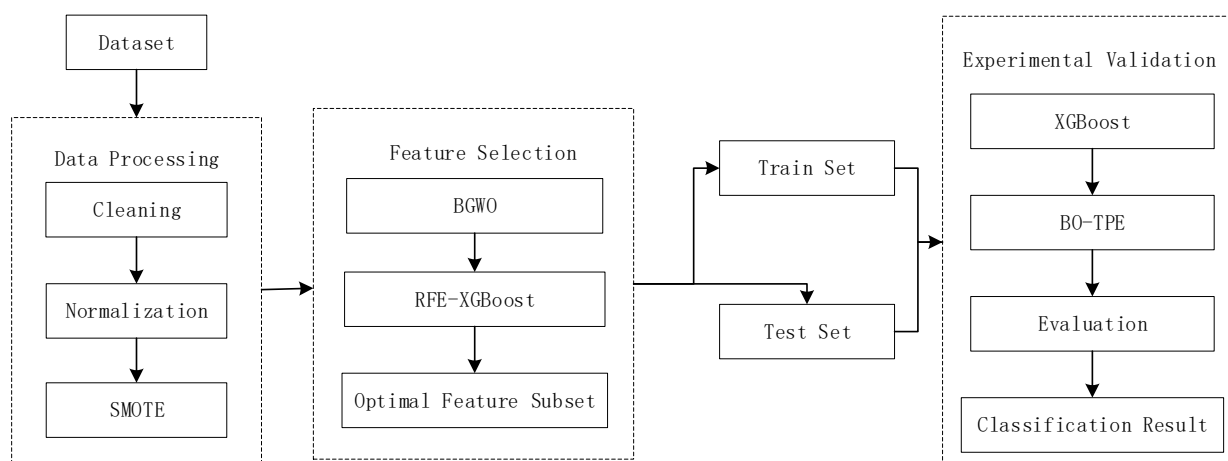 Dataset
Data Processing
Cleaning
Normalization
SMOTE
Feature Selection
BGWO
RFE-XGBoost
Optimal Feature Subset
Train Set
Test Set
Experimental Validation
XGBoost
BO-TPE
Evaluation
Classification Result